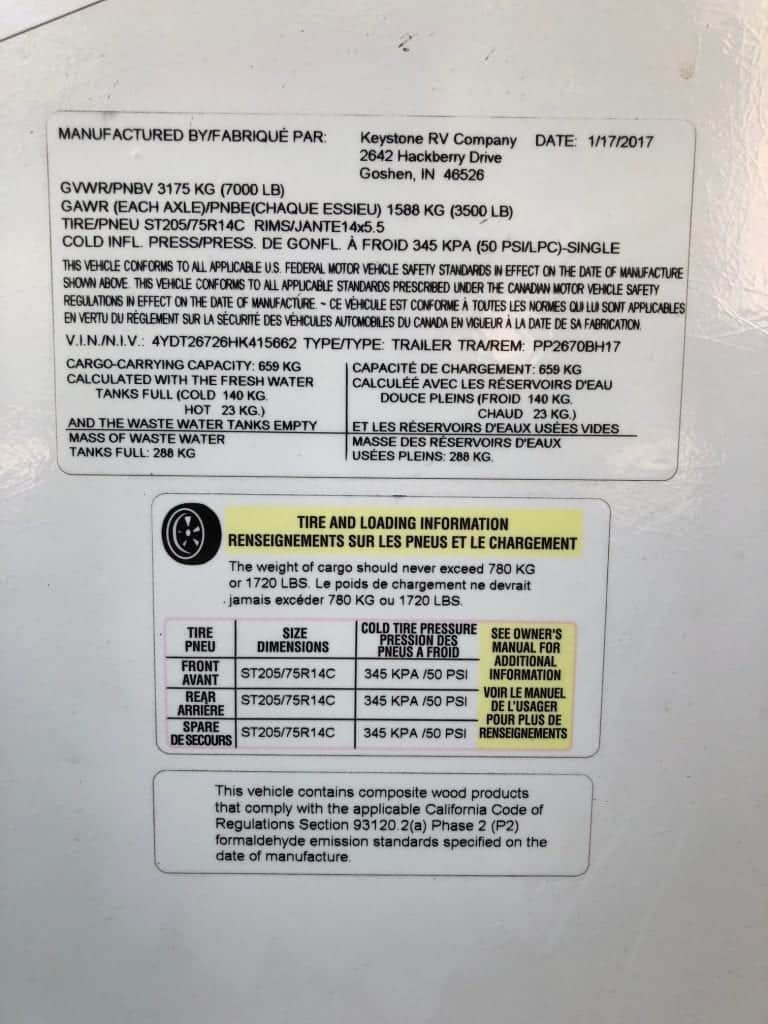 MANUFACTURED BY/FABRIQUÉ PAR: Keystone RV Company DATE: 1/17/2017
2642 Hackberry Drive
Goshen, IN 46526
GVWR/PNBV 3175 KG (7000 LB)
GAWR (EACH AXLE)/PNBE(CHAQUE ESSIEU) 1588 KG (3500 LB)
TIRE/PNEU ST205/75R14C RIMS/JANTE14x5.5
COLD INFL. PRESS/PRESS. DE GONFL. À FROID 345 KPA (50 PSI/LPC)-SINGLE
THIS VEHICLE CONFORMS TO ALL APPLICABLE U.S. FEDERAL MOTOR VEHICLE SAFETY STANDARDS IN EFFECT ON THE DATE OF MANUFACTURE
SHOWN ABOVE. THIS VEHICLE CONFORMS TO ALL APPLICABLE STANDARDS PRESCRIBED UNDER THE CANADIAN MOTOR VEHICLE SAFETY
REGULATIONS IN EFFECT ON THE DATE OF MANUFACTURE. ~ CE VÉHICULE EST CONFORME À TOUTES LES NORMES QUI LUI SONT APPLICABLES
EN VERTU DU RÉGLEMENT SUR LA SÉCURITÉ DES VÉHICULES AUTOMOBILES DU CANADA EN VIGUEUR À LA DATE DE SA FABRICATION.
V.I.N./N.I.V.: 4YDT26726HK415662 TYPE/TYPE: TRAILER TRA/REM: PP2670BH17
CARGO-CARRYING CAPACITY: 659 KG
CALCULATED WITH THE FRESH WATER
TANKS FULL (COLD 140 KG.
HOT 23 KG.)
AND THE WASTE WATER TANKS EMPTY
MASS OF WASTE WATER
TANKS FULL: 288 KG
CAPACITÉ DE CHARGEMENT: 659 KG
CALCULÉE AVEC LES RÉSERVOIRS D'EAU
DOUCE PLEINS (FROID 140 KG.
CHAUD 23 KG.)
ET LES RÉSERVOIRS D'EAUX USÉES VIDES
MASSE DES RÉSERVOIRS D'EAUX
USÉES PLEINS: 288 KG.
TIRE AND LOADING INFORMATION
RENSEIGNEMENTS SUR LES PNEUS ET LE CHARGEMENT
The weight of cargo should never exceed 780 KG
or 1720 LBS. Le poids de chargement ne devrait
jamais excéder 780 KG ou 1720 LBS.
TIRE
PNEU
SIZE
DIMENSIONS
COLD TIRE PRESSURE
PRESSION DES
PNEUS A FROID
FRONT
AVANT
ST205/75R14C 345 KPA /50 PSI
REAR
ARRIÈRE
ST205/75R14C 345 KPA /50 PSI
SPARE
DE SECOURS
ST205/75R14C 345 KPA /50 PSI
SEE OWNER'S
MANUAL FOR
ADDITIONAL
INFORMATION
VOIR LE MANUEL
DE L'USAGER
POUR PLUS DE
RENSEIGNEMENTS
This vehicle contains composite wood products
that comply with the applicable California Code of
Regulations Section 93120.2(a) Phase 2 (P2)
formaldehyde emission standards specified on the
date of manufacture.